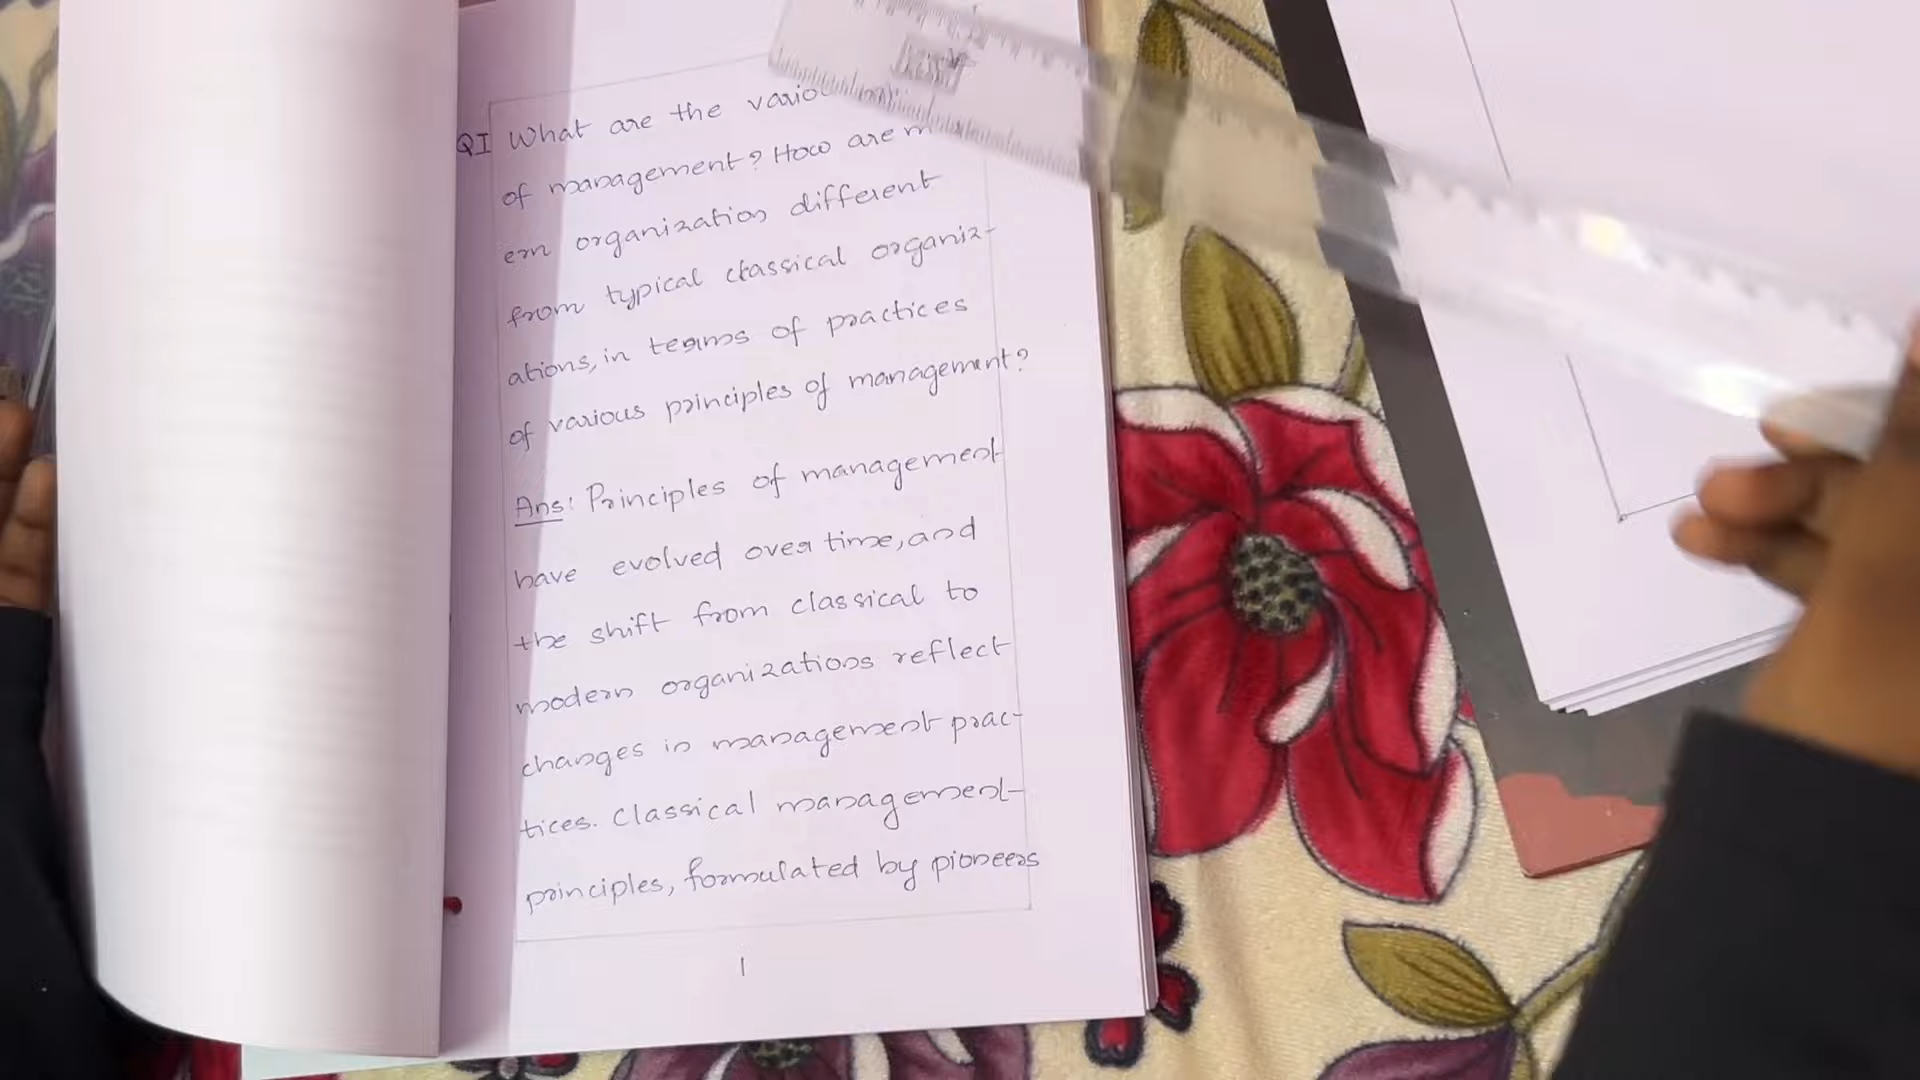 QI What are the
of management? How are
ern organization different
from typical classical organiz-
ations, in terms of practices
of various principles of management?
Ans: Principles of management
have evolved over time, and
the shift from classical to
modern organizations reflect
changes in management prac-
tices. Classical management
principles, formulated by pioneers
1